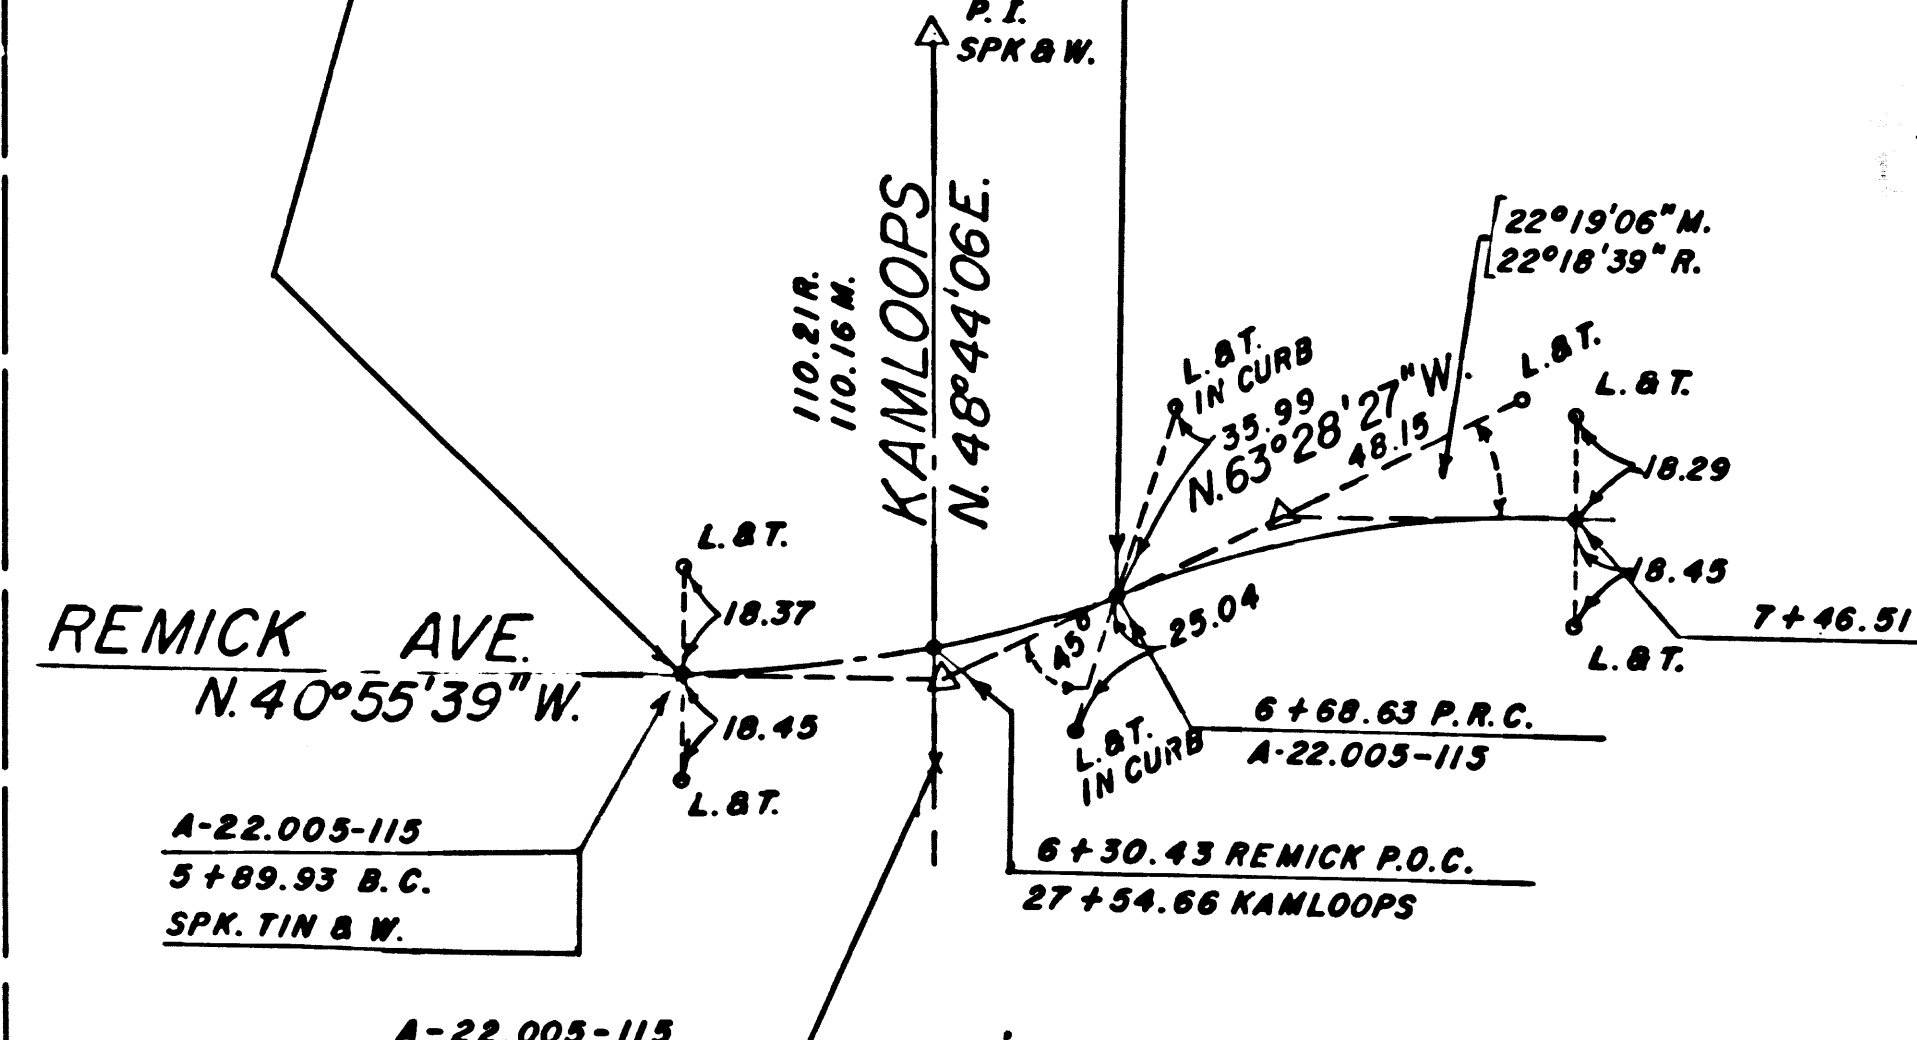 P. I.
SPK & W.
KAMLOOPS
N. 48°44'06E.
110.21 R.
110.16 M.
22°19'06" M.
22°18'39" R.
L. & T.
IN CURB
35.99
N. 63°28'27" W.
48.15
L. & T.
L. & T.
18.29
18.45
L. & T.
7 + 46.51
L. & T.
18.37
REMICK AVE.
N. 40°55'39" W.
18.45
L. & T.
45°
25.04
L. & T.
IN CURB
6 + 68.63 P.R.C.
A-22.005-115
A-22.005-115
5 + 89.93 B.C.
SPK. TIN & W.
6 + 30.43 REMICK P.O.C.
27 + 54.66 KAMLOOPS
A-22.005-115